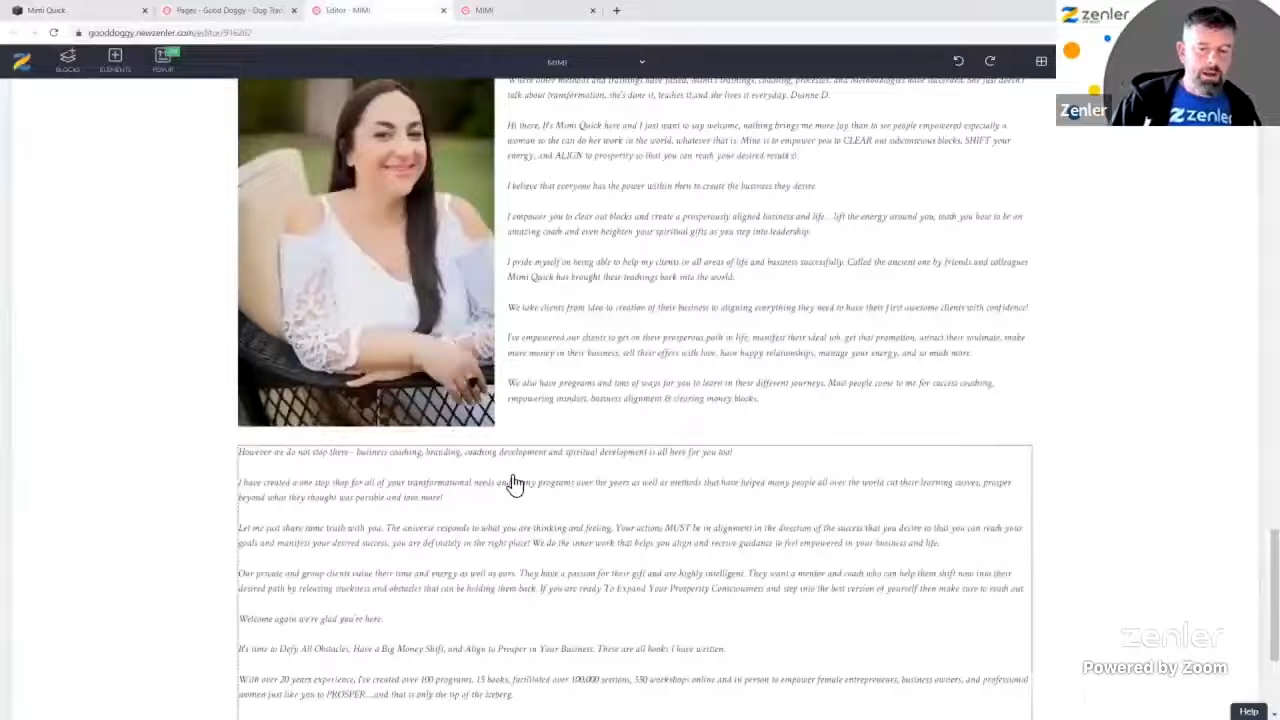 Mimi Quick
Pages - Good Doggy - Dog Train
Editor - MIMI
MIMI
gooddoggy.newzenler.com/editor/916202
BLOCKS
ELEMENTS
POPUP
MIMI
zenler
zenler
Zenler
Where other methods and trainings have failed, Mimi's trainings, coaching, processes, and methodologies have succeeded. She just doesn't
talk about transformation, she's done it, teaches it,and she lives it everyday. Dianne D.
Hi there, It's Mimi Quick here and I just want to say welcome, nothing brings me more joy than to see people empowered especially a
woman so she can do her work in the world, whatever that is. Mine is to empower you to CLEAR out subconscious blocks, SHIFT your
energy, and ALIGN to prosperity so that you can reach your desired result(s).
I believe that everyone has the power within then to create the business they desire.
I empower you to clear out blocks and create a prosperously aligned business and life... lift the energy around you, teach you how to be an
amazing coach and even heighten your spiritual gifts as you step into leadership.
I pride myself on being able to help my clients in all areas of life and business successfully. Called the ancient one by friends and colleagues
Mimi Quick has brought these teachings back into the world.
We take clients from idea to creation of their business to aligning everything they need to have their first awesome clients with confidence!
I've empowered our clients to get on their prosperous path in life, manifest their ideal job, get that promotion, attract their soulmate, make
more money in their business, sell their offers with love, have happy relationships, manage your energy, and so much more.
We also have programs and tons of ways for you to learn in these different journeys. Most people come to me for success coaching,
empowering mindset, business alignment & clearing money blocks.
However we do not stop there - business coaching, branding, coaching development and spiritual development is all here for you too!
I have created a one stop shop for all of your transformational needs and many programs over the years as well as methods that have helped many people all over the world cut their learning curves, prosper
beyond what they thought was possible and tons more!
Let me just share some truth with you. The universe responds to what you are thinking and feeling. Your actions MUST be in alignment in the direction of the success that you desire so that you can reach your
goals and manifest your desired success, you are definately in the right place! We do the inner work that helps you align and receive guidance to feel empowered in your business and life.
Our private and group clients value their time and energy as well as ours. They have a passion for their gift and are highly intelligent. They want a mentor and coach who can help them shift now into their
desired path by releasing stuckness and obstacles that can be holding them back. If you are ready To Expand Your Prosperity Consciousness and step into the best version of yourself then make sure to reach out.
Welcome again we're glad you're here.
It's time to Defy All Obstacles, Have a Big Money Shift, and Align to Prosper in Your Business. These are all books I have written.
With over 20 years experience, I've created over 100 programs, 15 books, facilitated over 100,000 sessions, 550 workshops online and in person to empower female entrepreneurs, business owners, and professional
women just like you to PROSPER....and that is only the tip of the iceberg.
zenler
Powered by Zoom
Help